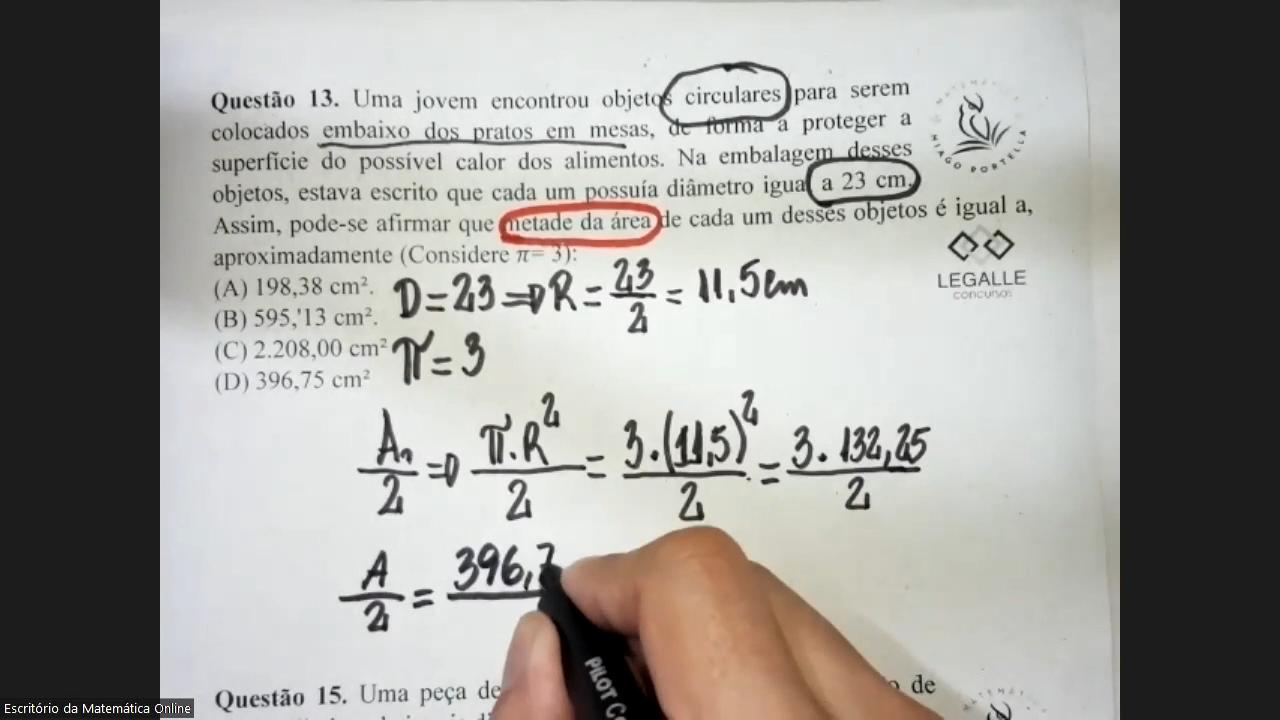 Questão 13. Uma jovem encontrou objetos circulares para serem
colocados embaixo dos pratos em mesas, de forma a proteger a
superfície do possível calor dos alimentos. Na embalagem desses
objetos, estava escrito que cada um possuía diâmetro igual a 23 cm.
Assim, pode-se afirmar que metade da área de cada um desses objetos é igual a,
aproximadamente (Considere π= 3):
(A) 198,38 cm².
(B) 595,'13 cm².
(C) 2.208,00 cm²
(D) 396,75 cm²
MATEMÁTICA
THIAGO PORTELLA
LEGALLE
concursos
D = 23 ⇒ R = 23/2 = 11,5cm
π = 3
A/2 ⇒ π.R²/2 = 3.(11,5)²/2 = 3.132,25/2
A/2 = 396,7
PILOT
Questão 15. Uma peça de
de
Escritório da Matemática Online